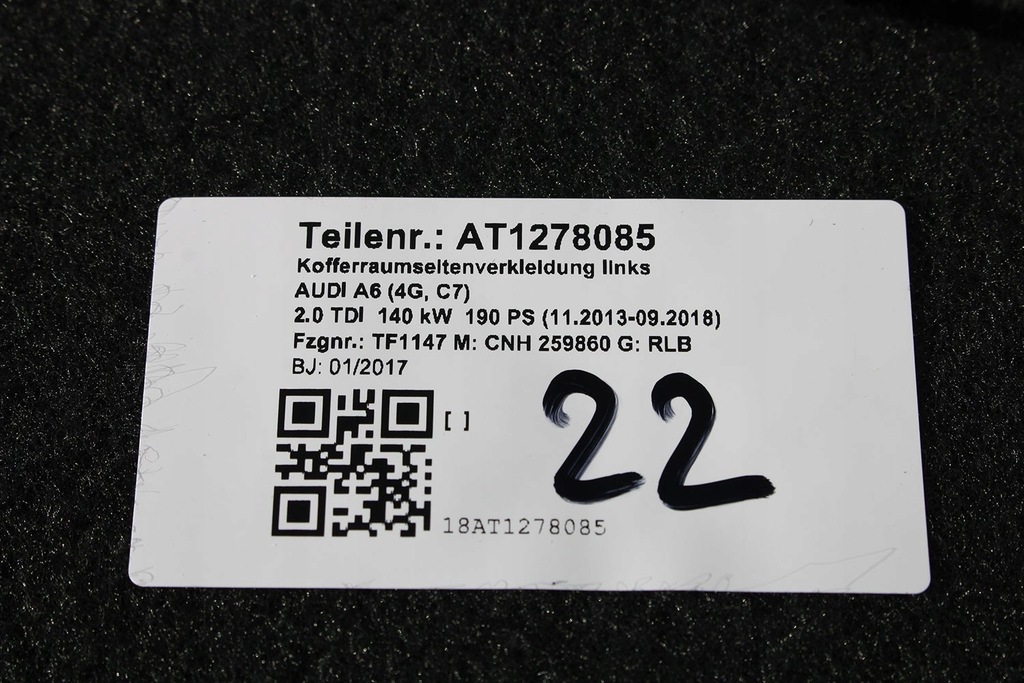 Teilenr.: AT1278085
Kofferraumseitenverkleidung links
AUDI A6 (4G, C7)
2.0 TDI 140 kW 190 PS (11.2013-09.2018)
Fzgnr.: TF1147 M: CNH 259860 G: RLB
BJ: 01/2017
[ ]
22
18AT1278085